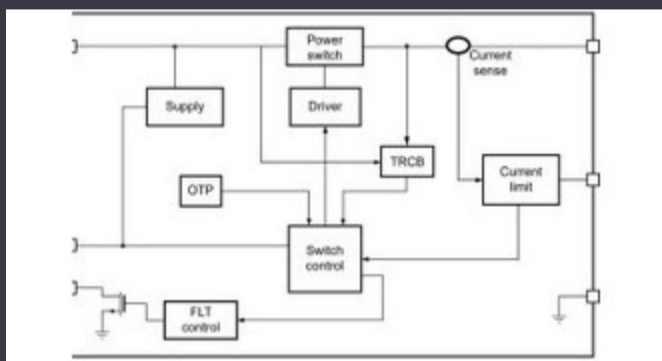 Power
switch
Current
sense
Supply
Driver
TRCB
Current
limit
OTP
Switch
control
FLT
control